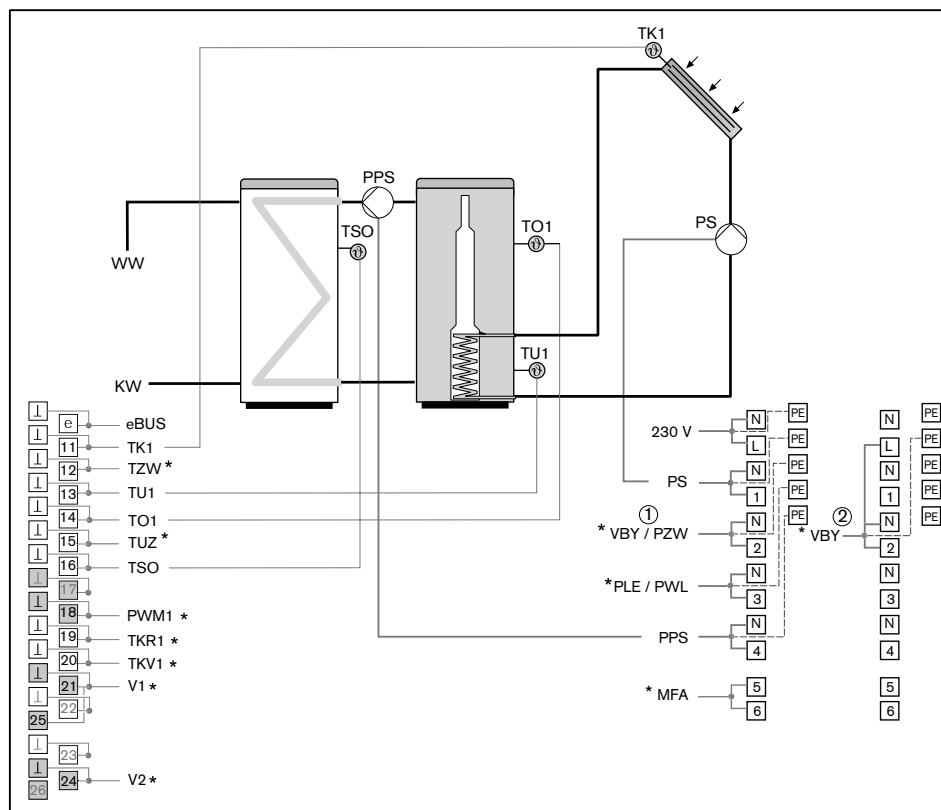 TK1
PPS
TSO
TO1
PS
WW
TU1
KW
⊥
e eBUS
⊥
11 TK1
⊥
12 TZW *
⊥
13 TU1
⊥
14 TO1
⊥
15 TUZ *
⊥
16 TSO
⊥
17
⊥
18 PWM1 *
⊥
19 TKR1 *
⊥
20 TKV1 *
⊥
21 V1 *
⊥
22
25
⊥
23
⊥
24 V2 *
26
230 V N L PE
PS N 1 PE
① * VBY / PZW N 2 PE
* PLE / PWL N 3 PE
PPS N 4 PE
* MFA 5 6
② * VBY
N L PE
N 1 PE
N 2 PE
N 3 PE
N 4 PE
5 6